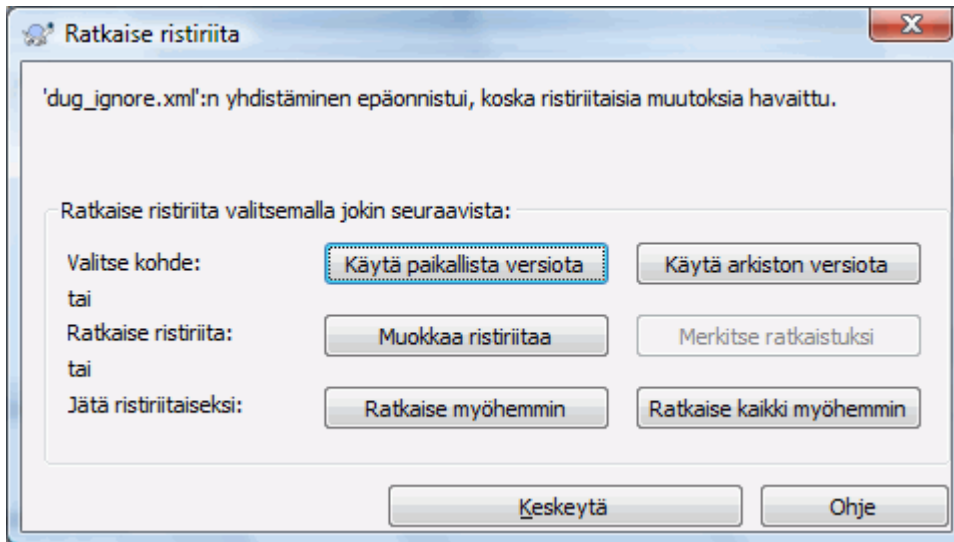 Ratkaise ristiriita
'dug_ignore.xml':n yhdistäminen epäonnistui, koska ristiriitaisia muutoksia havaittu.
Ratkaise ristiriita valitsemalla jokin seuraavista:
Valitse kohde: Käytä paikallista versiota Käytä arkiston versiota
tai
Ratkaise ristiriita: Muokkaa ristiriitaa Merkitse ratkaistuksi
tai
Jätä ristiriitaiseksi: Ratkaise myöhemmin Ratkaise kaikki myöhemmin
Keskeytä Ohje